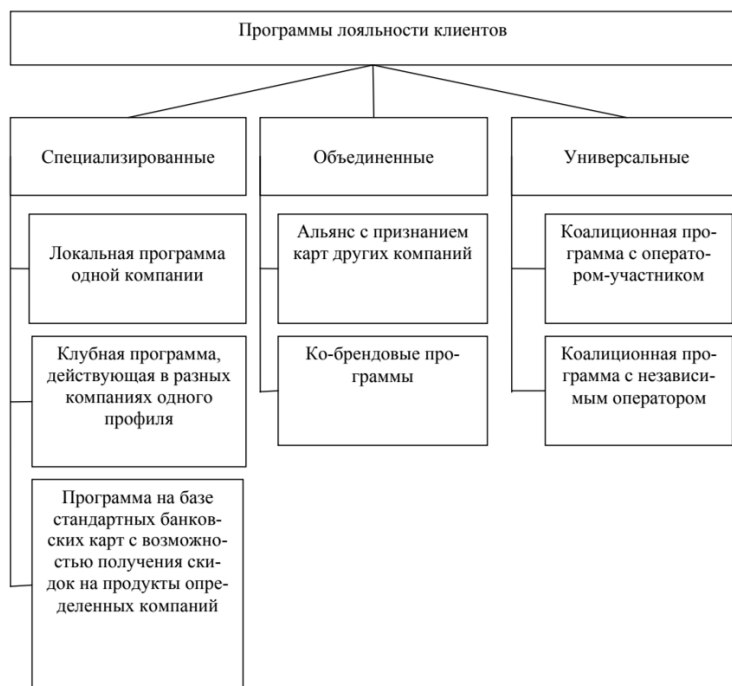 Программы лояльности клиентов
Специализированные
Объединенные
Универсальные
Локальная программа
одной компании
Клубная программа,
действующая в разных
компаниях одного
профиля
Программа на базе
стандартных банков-
ских карт с возможно-
стью получения ски-
док на продукты опре-
деленных компаний
Альянс с признанием
карт других компаний
Ко-брендовые про-
граммы
Коалиционная про-
грамма с операто-
ром-участником
Коалиционная про-
грамма с независи-
мым оператором